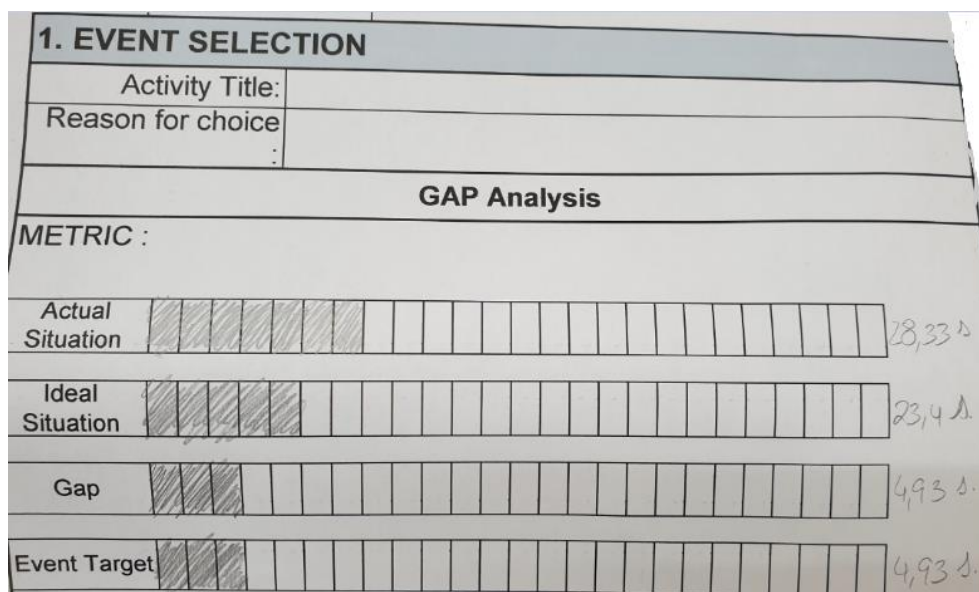 1. EVENT SELECTION
Activity Title:
Reason for choice
:
GAP Analysis
METRIC :
Actual
Situation
28,33 s
Ideal
Situation
23,4 s.
Gap
4,93 s.
Event Target
4,93 s.